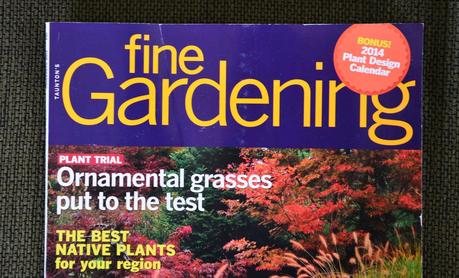 TAUNTON'S
fine
Gardening
BONUS!
2014
Plant Design
Calendar
PLANT TRIAL
Ornamental grasses
put to the test
THE BEST
NATIVE PLANTS
for your region